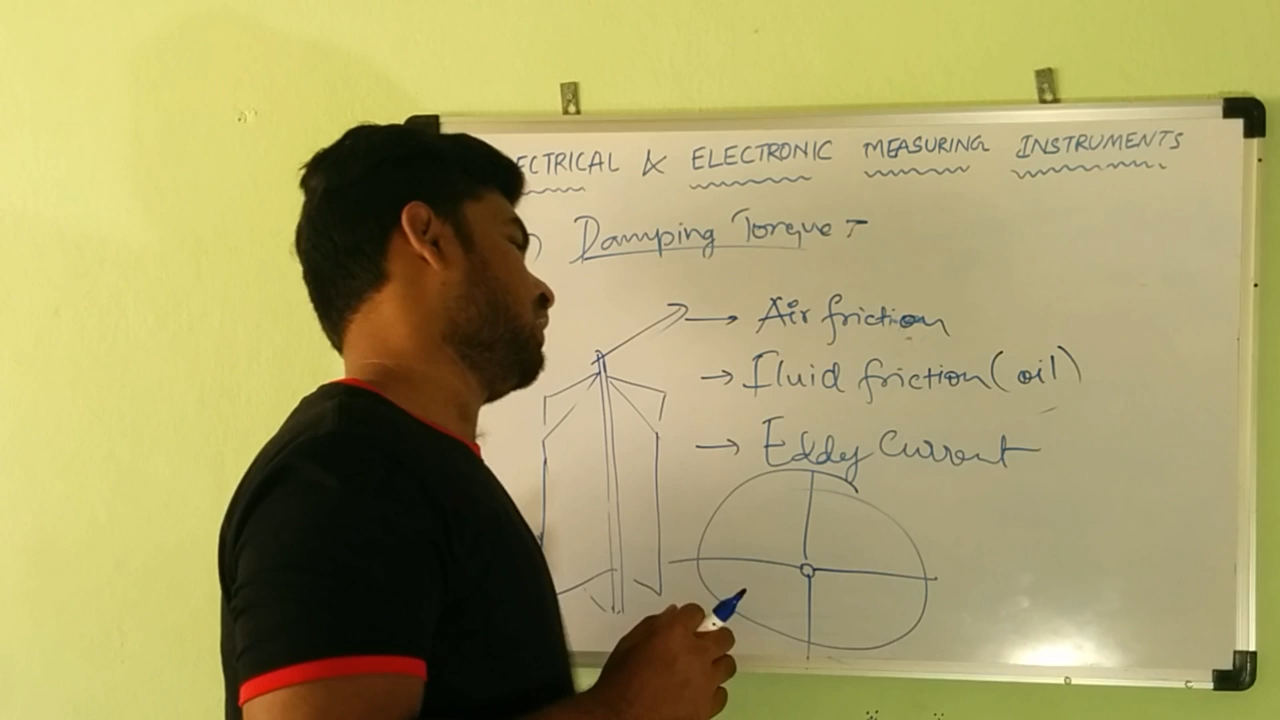 ECTRICAL & ELECTRONIC MEASURING INSTRUMENTS
) Damping Torque :-
→ Air friction
→ Fluid friction (oil)
→ Eddy Current